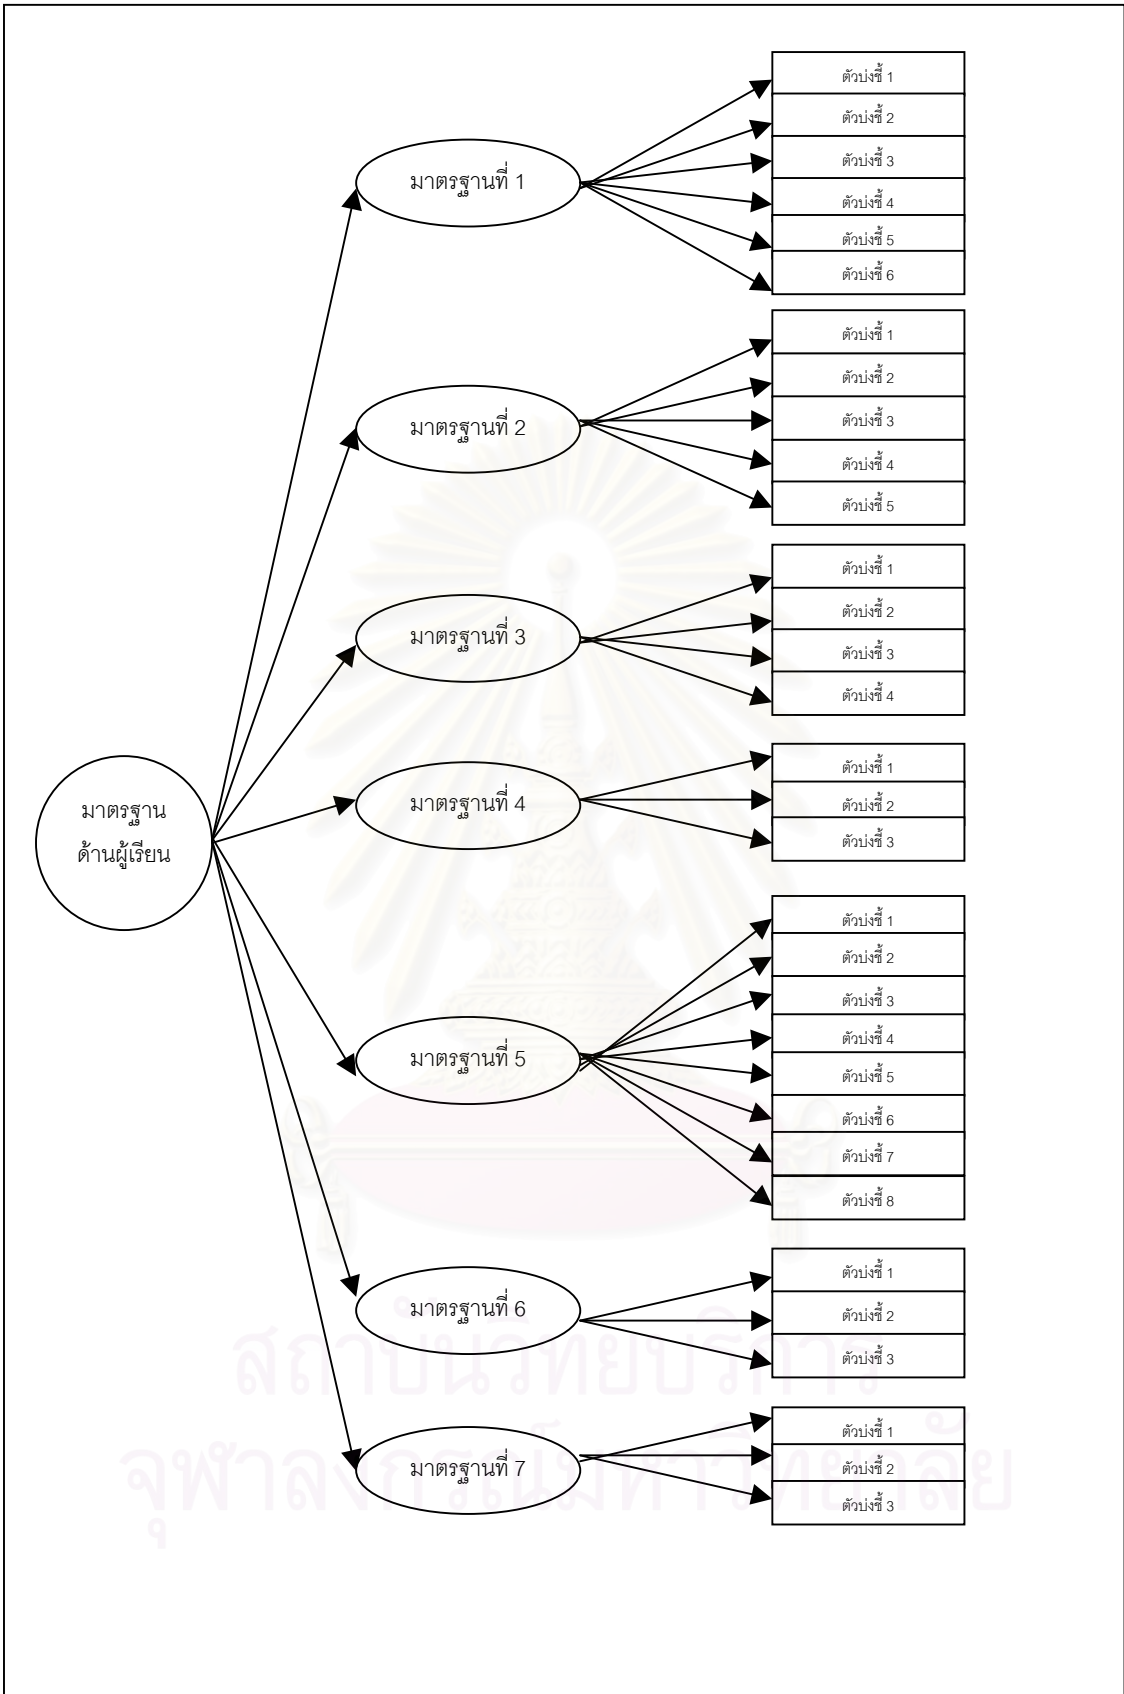 มาตรฐาน
ด้านผู้เรียน
มาตรฐานที่ 1
ตัวบ่งชี้ 1
ตัวบ่งชี้ 2
ตัวบ่งชี้ 3
ตัวบ่งชี้ 4
ตัวบ่งชี้ 5
ตัวบ่งชี้ 6
มาตรฐานที่ 2
ตัวบ่งชี้ 1
ตัวบ่งชี้ 2
ตัวบ่งชี้ 3
ตัวบ่งชี้ 4
ตัวบ่งชี้ 5
มาตรฐานที่ 3
ตัวบ่งชี้ 1
ตัวบ่งชี้ 2
ตัวบ่งชี้ 3
ตัวบ่งชี้ 4
มาตรฐานที่ 4
ตัวบ่งชี้ 1
ตัวบ่งชี้ 2
ตัวบ่งชี้ 3
มาตรฐานที่ 5
ตัวบ่งชี้ 1
ตัวบ่งชี้ 2
ตัวบ่งชี้ 3
ตัวบ่งชี้ 4
ตัวบ่งชี้ 5
ตัวบ่งชี้ 6
ตัวบ่งชี้ 7
ตัวบ่งชี้ 8
มาตรฐานที่ 6
ตัวบ่งชี้ 1
ตัวบ่งชี้ 2
ตัวบ่งชี้ 3
มาตรฐานที่ 7
ตัวบ่งชี้ 1
ตัวบ่งชี้ 2
ตัวบ่งชี้ 3
สถาบันวิทยบริการ
จุฬาลงกรณ์มหาวิทยาลัย